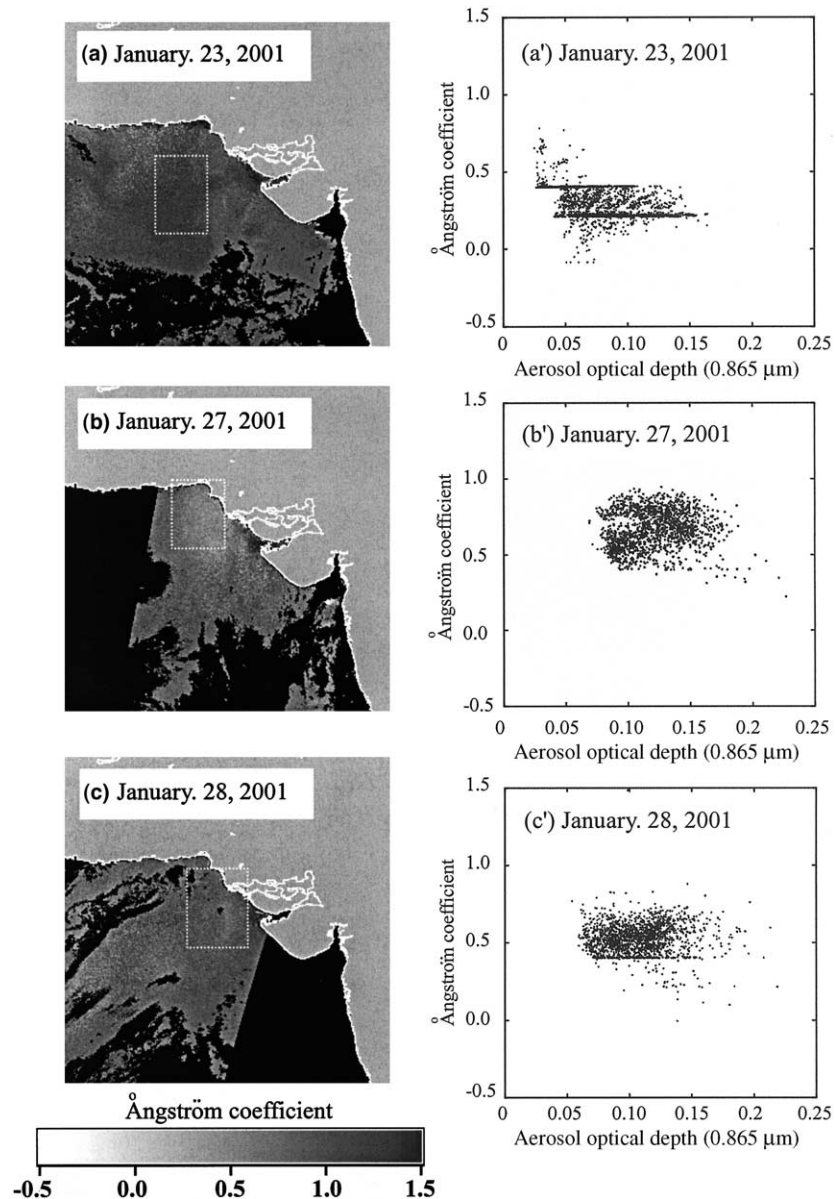 (a) January. 23, 2001
(a') January. 23, 2001
Ångström coefficient
1.5
1.0
0.5
0.0
-0.5
0 0.05 0.10 0.15 0.20 0.25
Aerosol optical depth (0.865 µm)
(b) January. 27, 2001
(b') January. 27, 2001
Ångström coefficient
1.5
1.0
0.5
0.0
-0.5
0 0.05 0.10 0.15 0.20 0.25
Aerosol optical depth (0.865 µm)
(c) January. 28, 2001
(c') January. 28, 2001
Ångström coefficient
1.5
1.0
0.5
0.0
-0.5
0 0.05 0.10 0.15 0.20 0.25
Aerosol optical depth (0.865 µm)
Ångström coefficient
-0.5 0.0 0.5 1.0 1.5